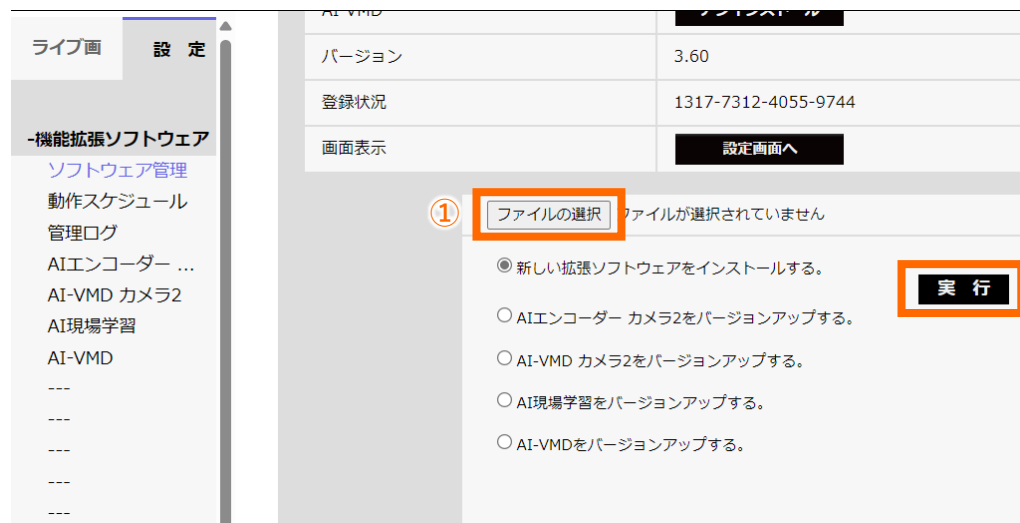 ライブ画
設 定
-機能拡張ソフトウェア
ソフトウェア管理
動作スケジュール
管理ログ
AIエンコーダー ...
AI-VMD カメラ2
AI現場学習
AI-VMD
---
---
---
---
---
AI-VMD
アンインストール
バージョン
3.60
登録状況
1317-7312-4055-9744
画面表示
設定画面へ
①
ファイルの選択 ファイルが選択されていません
新しい拡張ソフトウェアをインストールする。
実 行
AIエンコーダー カメラ2をバージョンアップする。
AI-VMD カメラ2をバージョンアップする。
AI現場学習をバージョンアップする。
AI-VMDをバージョンアップする。